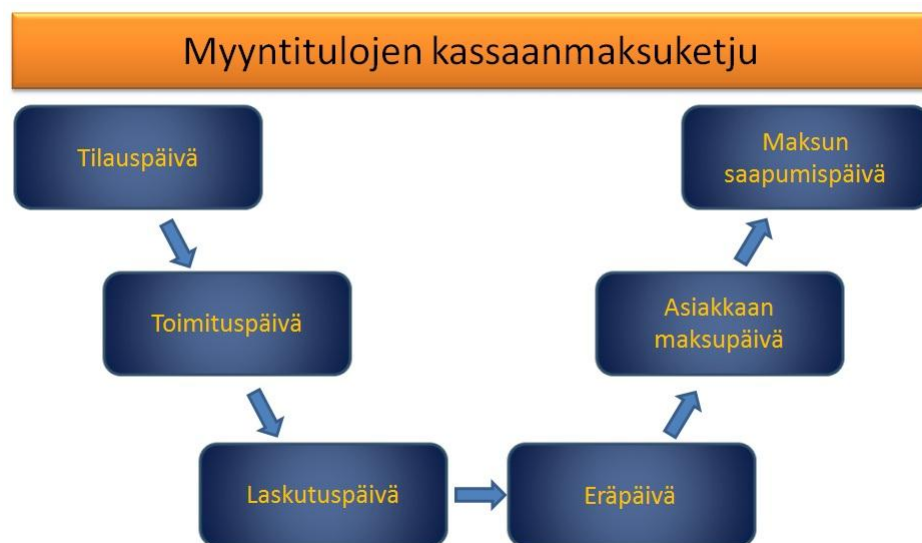 Myyntitulojen kassaanmaksuketju
Tilauspäivä
Toimituspäivä
Laskutuspäivä
Eräpäivä
Asiakkaan
maksupäivä
Maksun
saapumispäivä